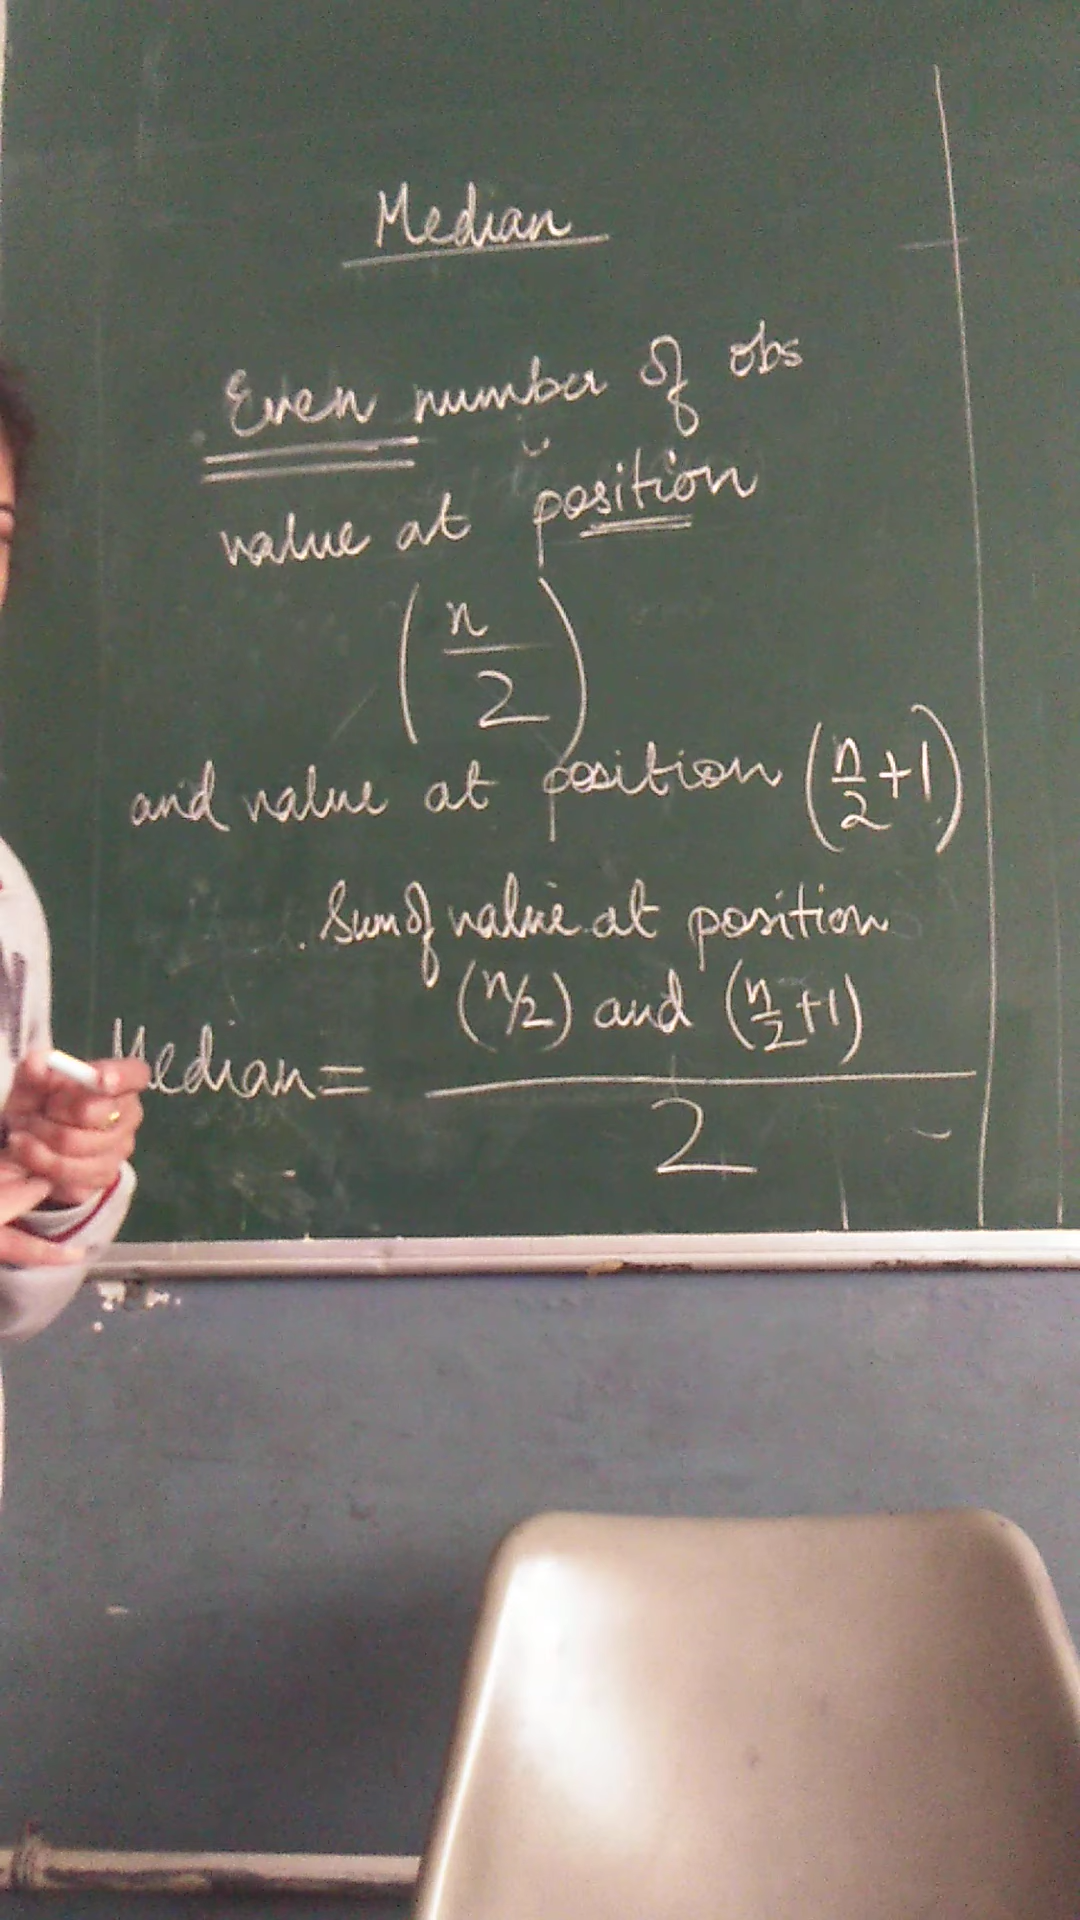 Median
Even number of obs
value at position
(n/2)
and value at position (n/2+1)
Sum of value at position
(n/2) and (n/2+1)
Median=
2